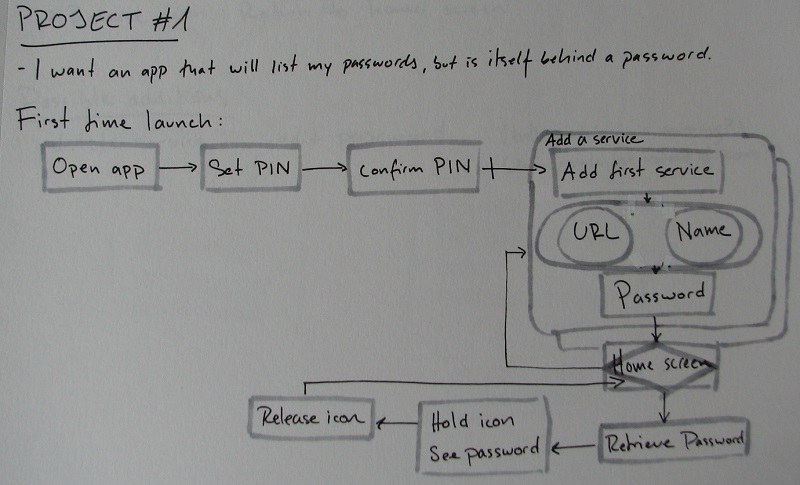 PROJECT #1
- I want an app that will list my passwords, but is itself behind a password.
First time launch:
Add a service
Open app
Set PIN
Confirm PIN
Add first service
URL
Name
Password
Home screen
Release icon
Hold icon
See password
Retrieve Password